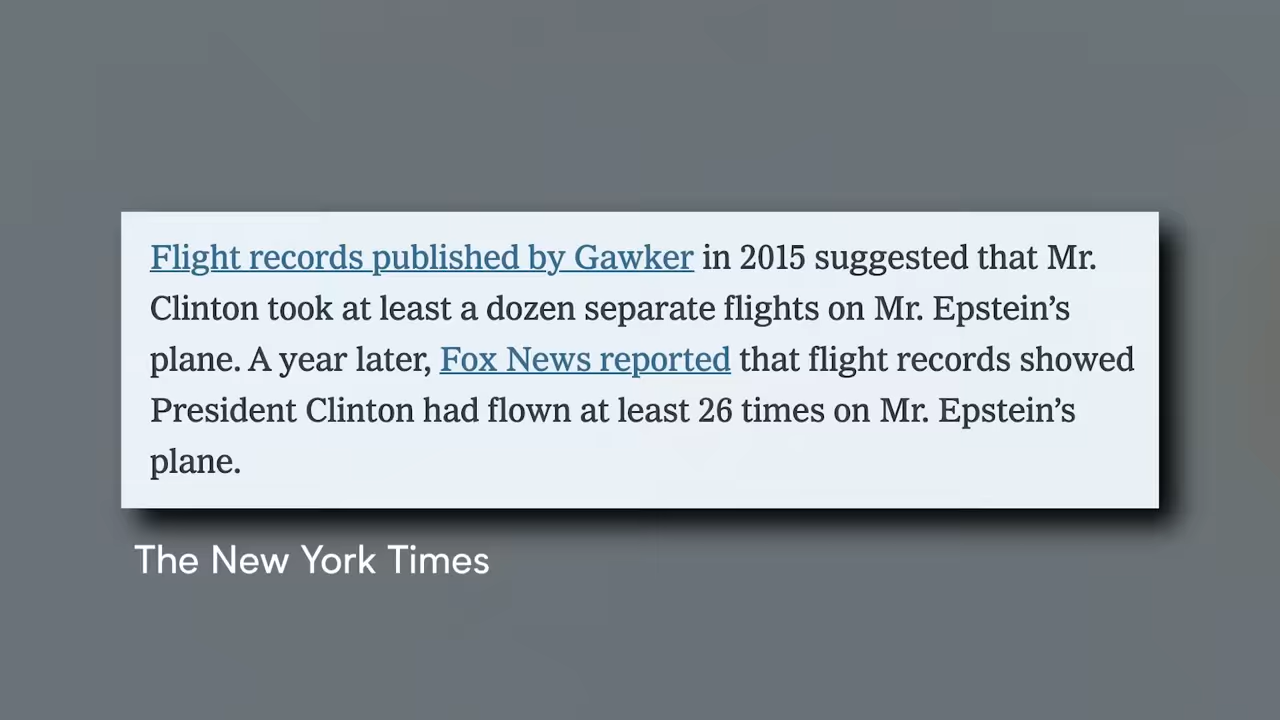 Flight records published by Gawker in 2015 suggested that Mr.
Clinton took at least a dozen separate flights on Mr. Epstein’s
plane. A year later, Fox News reported that flight records showed
President Clinton had flown at least 26 times on Mr. Epstein’s
plane.
The New York Times